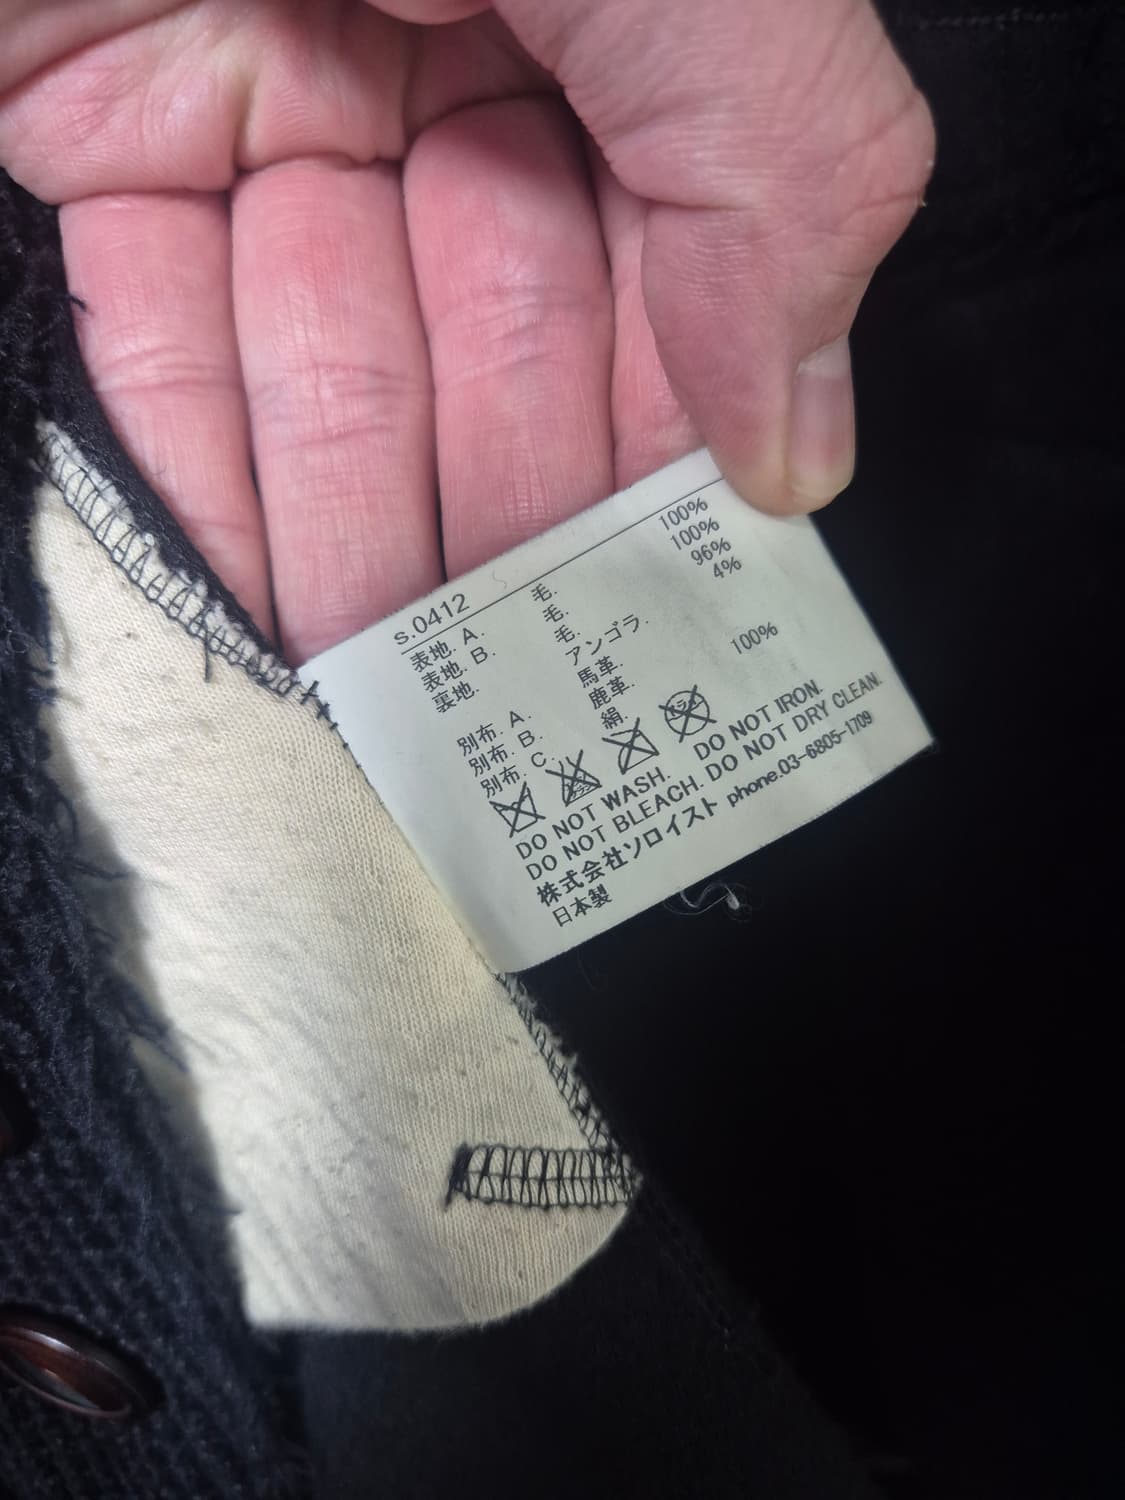 s.0412
表地. A. 毛. 100%
表地. B. 毛. 100%
裏地. 毛. 96%
アンゴラ. 4%
別布. A. 馬革.
別布. B. 鹿革.
別布. C. 絹. 100%
DO NOT WASH. DO NOT IRON.
DO NOT BLEACH. DO NOT DRY CLEAN.
株式会社ソロイスト phone.03-6805-1709
日本製